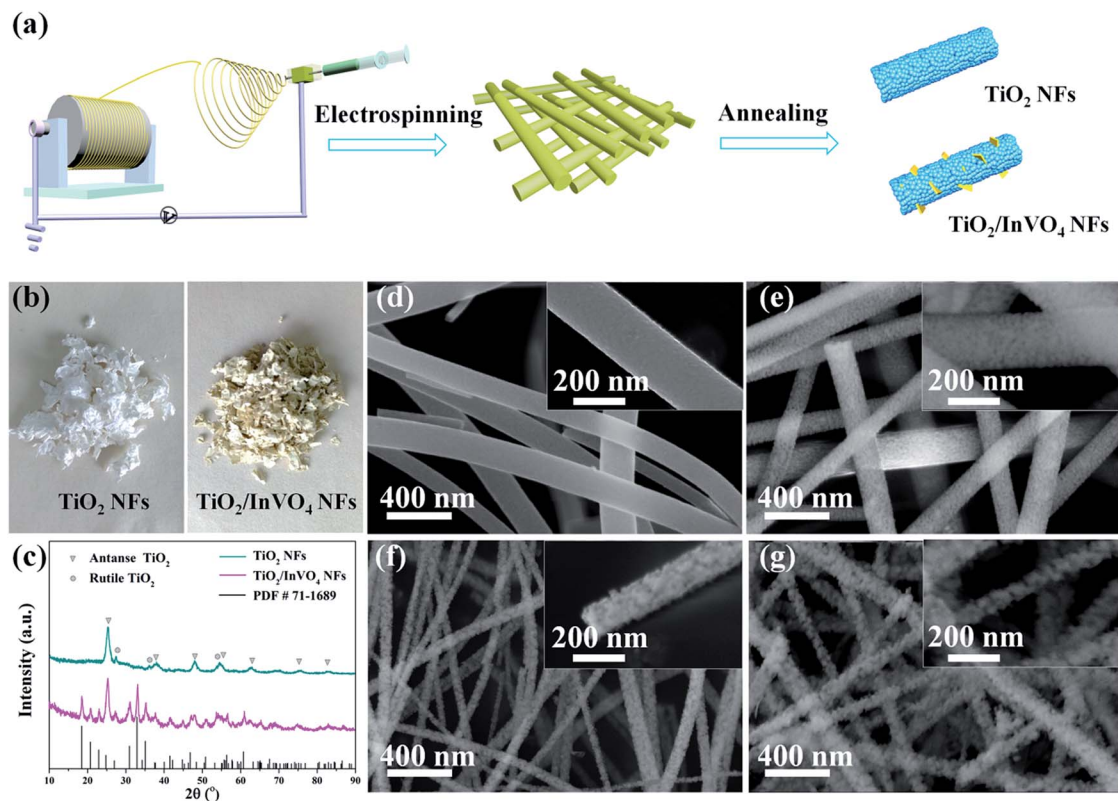 (a)
Electrospinning
Annealing
TiO₂ NFs
TiO₂/InVO₄ NFs
(b)
TiO₂ NFs
TiO₂/InVO₄ NFs
(c)
Antanse TiO₂
Rutile TiO₂
TiO₂ NFs
TiO₂/InVO₄ NFs
PDF # 71-1689
Intensity (a.u.)
10 20 30 40 50 60 70 80 90
2θ (°)
(d)
200 nm
400 nm
(e)
200 nm
400 nm
(f)
200 nm
400 nm
(g)
200 nm
400 nm